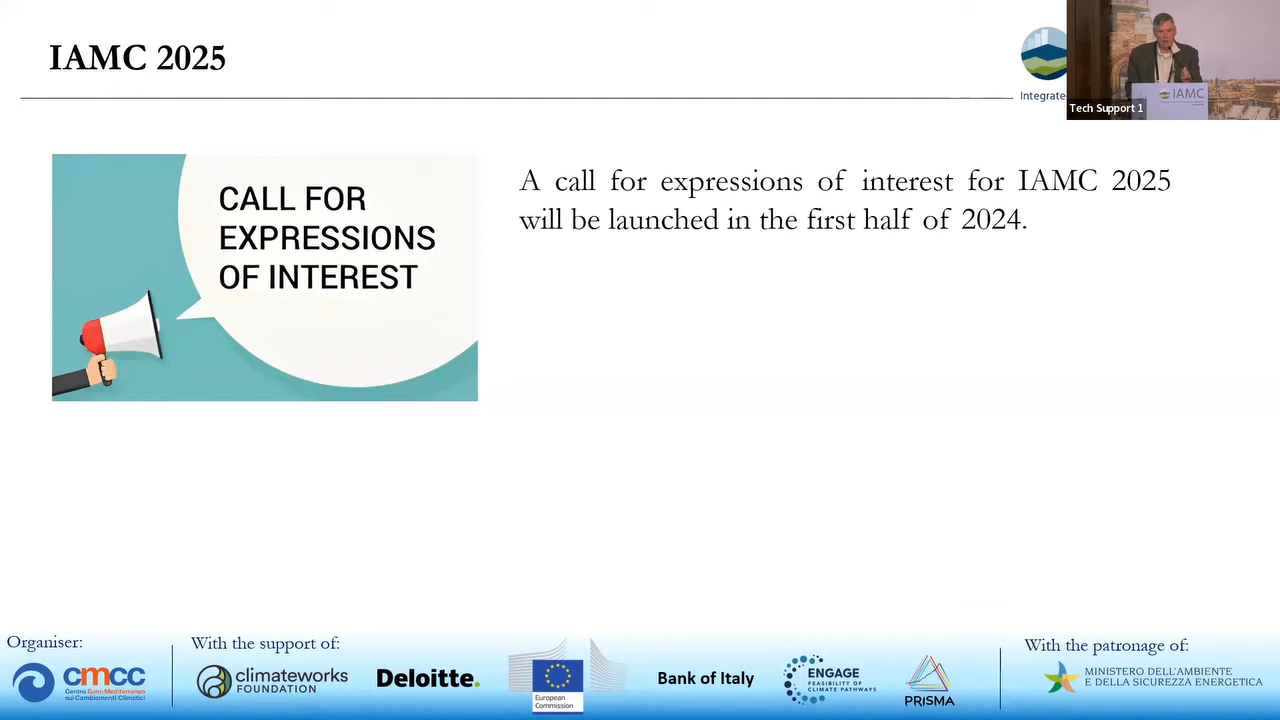 IAMC 2025
Integrate
Tech Support 1
IAMC
CALL FOR
EXPRESSIONS
OF INTEREST
A call for expressions of interest for IAMC 2025
will be launched in the first half of 2024.
Organiser:
cmcc
Centro Euro-Mediterraneo
sui Cambiamenti Climatici
With the support of:
climateworks
FOUNDATION
Deloitte.
European
Commission
Bank of Italy
ENGAGE
FEASIBILITY OF
CLIMATE PATHWAYS
PRISMA
With the patronage of:
MINISTERO DELL'AMBIENTE
E DELLA SICUREZZA ENERGETICA